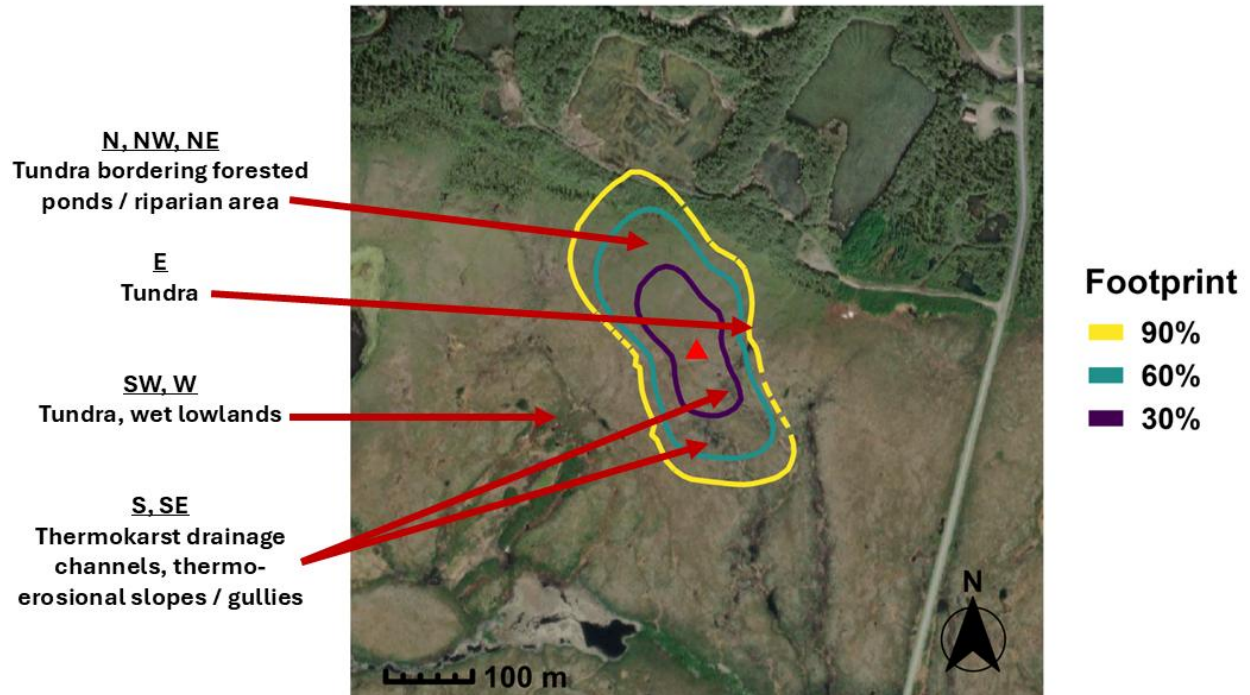 N, NW, NE
Tundra bordering forested
ponds / riparian area
E
Tundra
SW, W
Tundra, wet lowlands
S, SE
Thermokarst drainage
channels, thermo-
erosional slopes / gullies
Footprint
90%
60%
30%
N
100 m